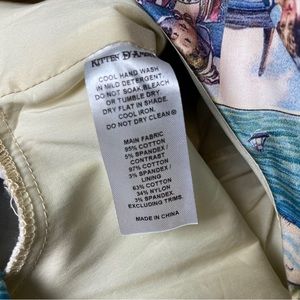 KITTEN D'AMOUR
COOL HAND WASH
IN MILD DETERGENT.
DO NOT SOAK, BLEACH
OR TUMBLE DRY.
DRY FLAT IN SHADE.
COOL IRON.
DO NOT DRY CLEAN
MAIN FABRIC
95% COTTON
5% SPANDEX/
CONTRAST
97% COTTON
3% SPANDEX/
LINING
63% COTTON
34% NYLON
3% SPANDEX.
EXCLUDING TRIMS.
MADE IN CHINA